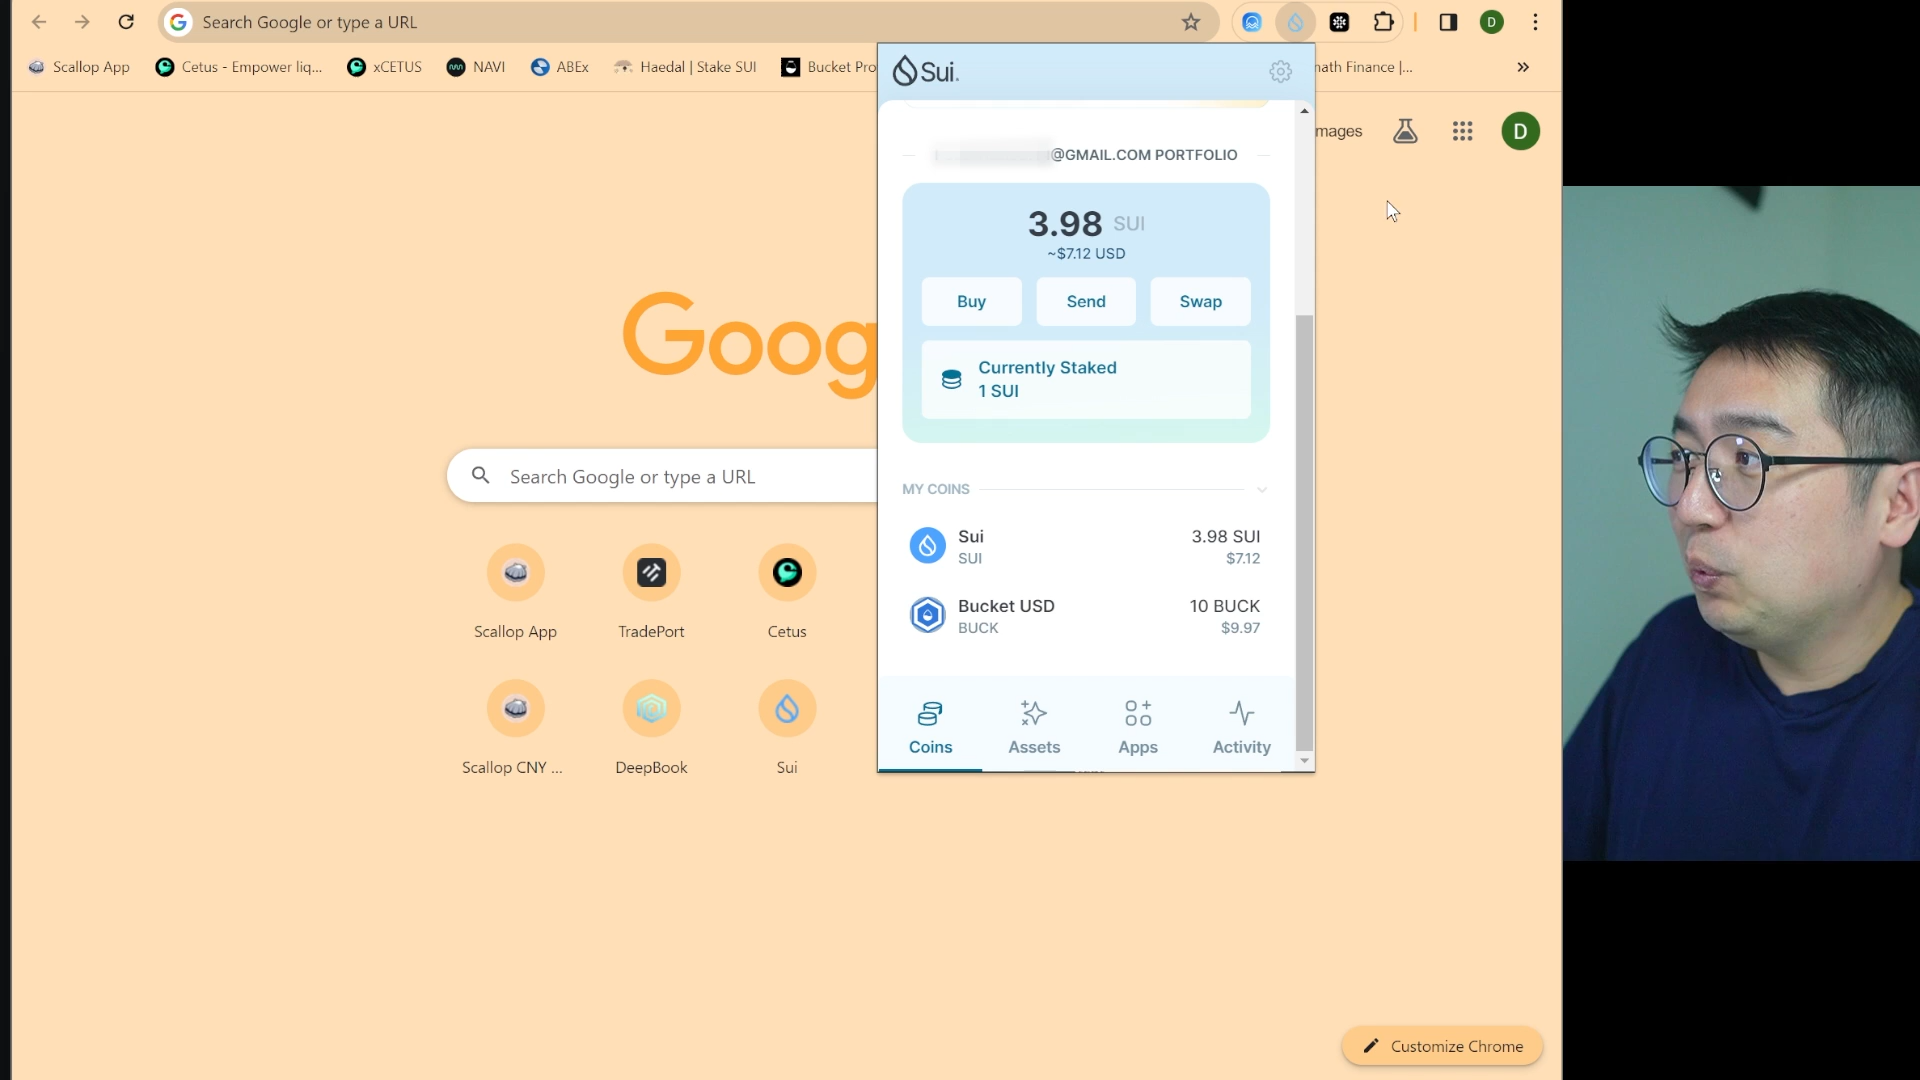 Search Google or type a URL
D
Scallop App
Cetus - Empower liq...
xCETUS
NAVI
ABEx
Haedal | Stake SUI
Bucket Pro
math Finance |...
»
Sui.
mages
D
@GMAIL.COM PORTFOLIO
3.98 SUI
~$7.12 USD
Buy
Send
Swap
Currently Staked
1 SUI
Goog
Search Google or type a URL
MY COINS
Sui
3.98 SUI
SUI
$7.12
Bucket USD
10 BUCK
BUCK
$9.97
Scallop App
TradePort
Cetus
Coins
Assets
Apps
Activity
Scallop CNY ...
DeepBook
Sui
Customize Chrome